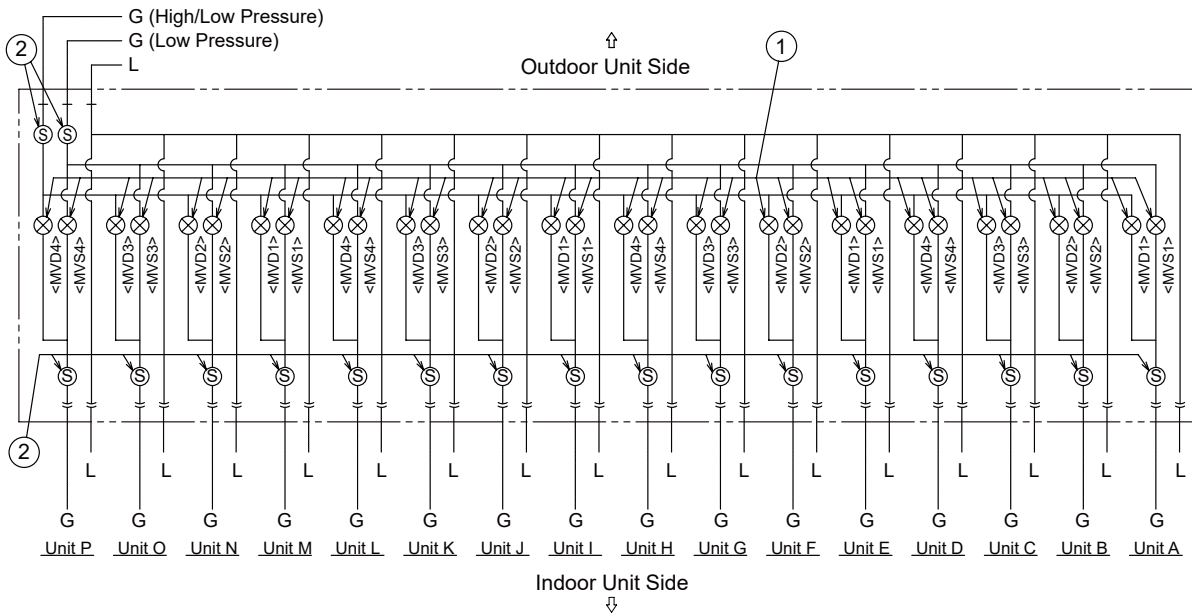 G (High/Low Pressure)
G (Low Pressure)
L
2
1
Outdoor Unit Side
S S
<MVD4> <MVS4> <MVD3> <MVS3> <MVD2> <MVS2> <MVD1> <MVS1> <MVD4> <MVS4> <MVD3> <MVS3> <MVD2> <MVS2> <MVD1> <MVS1> <MVD4> <MVS4> <MVD3> <MVS3> <MVD2> <MVS2> <MVD1> <MVS1> <MVD4> <MVS4> <MVD3> <MVS3> <MVD2> <MVS2> <MVD1> <MVS1>
S S S S S S S S S S S S S S S S
2
L L L L L L L L L L L L L L L L
G G G G G G G G G G G G G G G G
Unit P Unit O Unit N Unit M Unit L Unit K Unit J Unit I Unit H Unit G Unit F Unit E Unit D Unit C Unit B Unit A
Indoor Unit Side